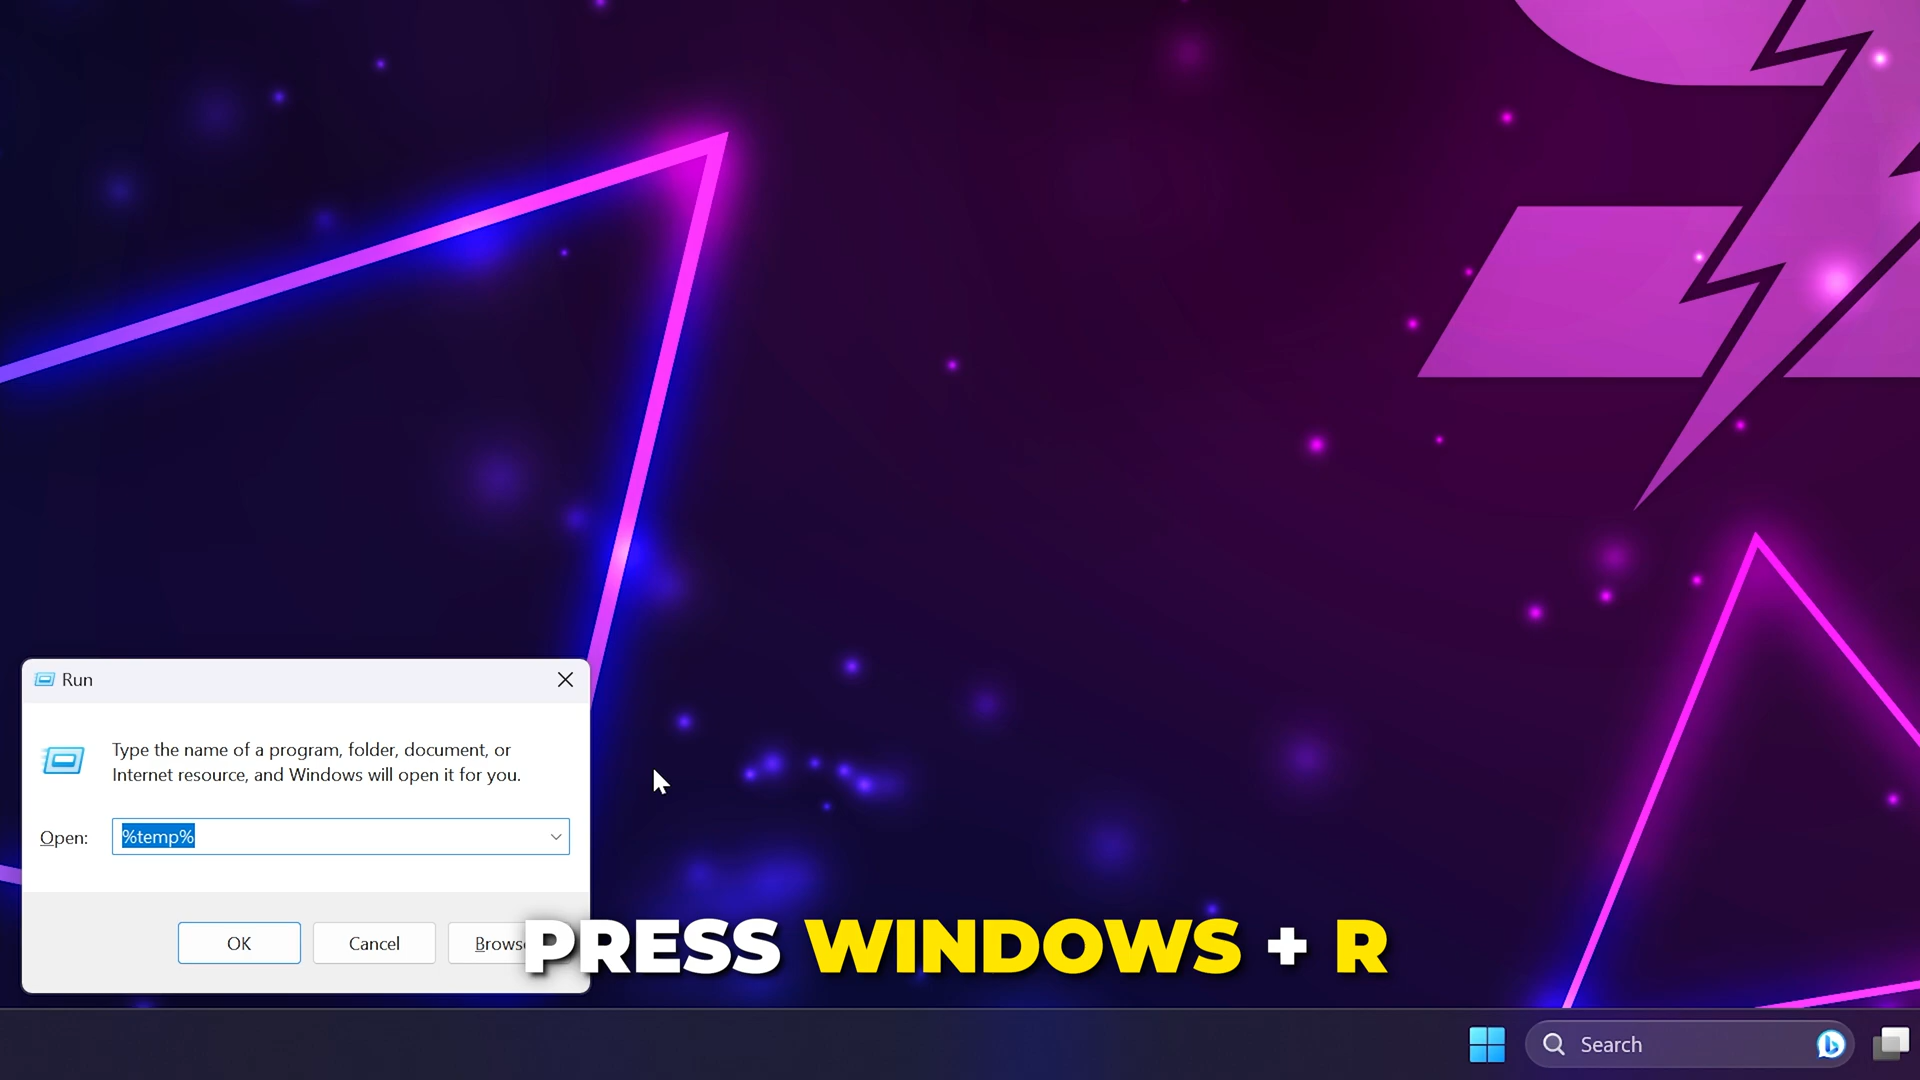 Run
Type the name of a program, folder, document, or
Internet resource, and Windows will open it for you.
Open: %temp%
OK Cancel Brows
PRESS WINDOWS + R
Search